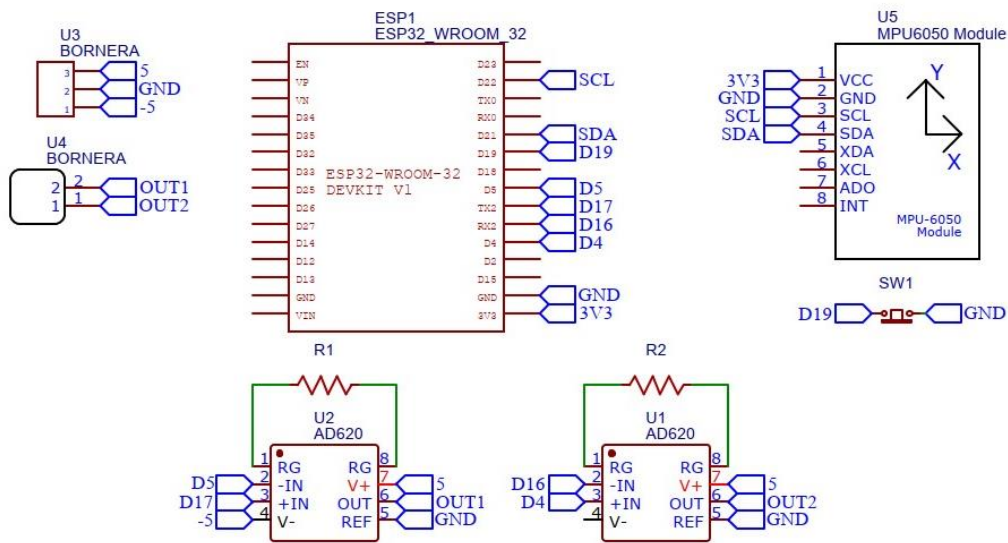 U3
BORNERA
3 5
2 GND
1 -5
U4
BORNERA
2 2 OUT1
1 1 OUT2
ESP1
ESP32_WROOM_32
EN D23
VP D22 SCL
VN TX0
D34 RX0
D35 D21 SDA
D32 D19 D19
D33 D18
D25 D5 D5
D26 TX2 D17
D27 RX2 D16
D14 D4 D4
D12 D2
D13 D15
GND GND GND
VIN 3V3 3V3
ESP32-WROOM-32
DEVKIT V1
U5
MPU6050 Module
3V3 1 VCC
GND 2 GND
SCL 3 SCL
SDA 4 SDA
5 XDA
6 XCL
7 ADO
8 INT
Y
X
MPU-6050
Module
SW1
D19 GND
R1
U2
AD620
1 RG RG 8
D5 2 -IN V+ 7 5
D17 3 +IN OUT 6 OUT1
-5 4 V- REF 5 GND
R2
U1
AD620
1 RG RG 8
D16 2 -IN V+ 7 5
D4 3 +IN OUT 6 OUT2
4 V- REF 5 GND